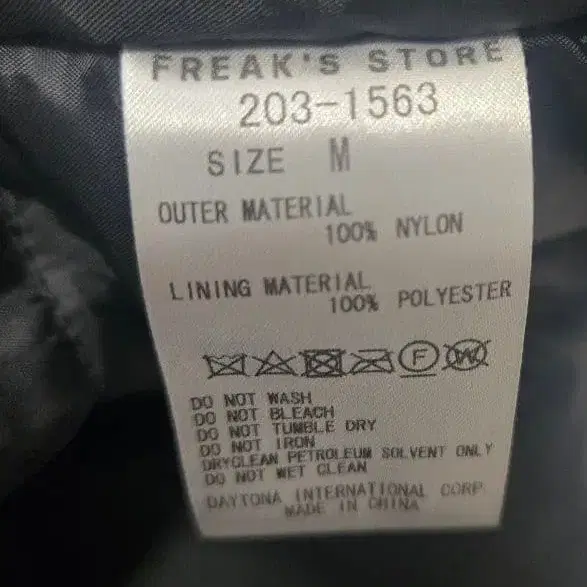 FREAK'S STORE
203-1563
SIZE M
OUTER MATERIAL
100% NYLON
LINING MATERIAL
100% POLYESTER
F W
DO NOT WASH
DO NOT BLEACH
DO NOT TUMBLE DRY
DO NOT IRON
DRYCLEAN PETROLEUM SOLVENT ONLY
DO NOT WET CLEAN
DAYTONA INTERNATIONAL CORP.
MADE IN CHINA